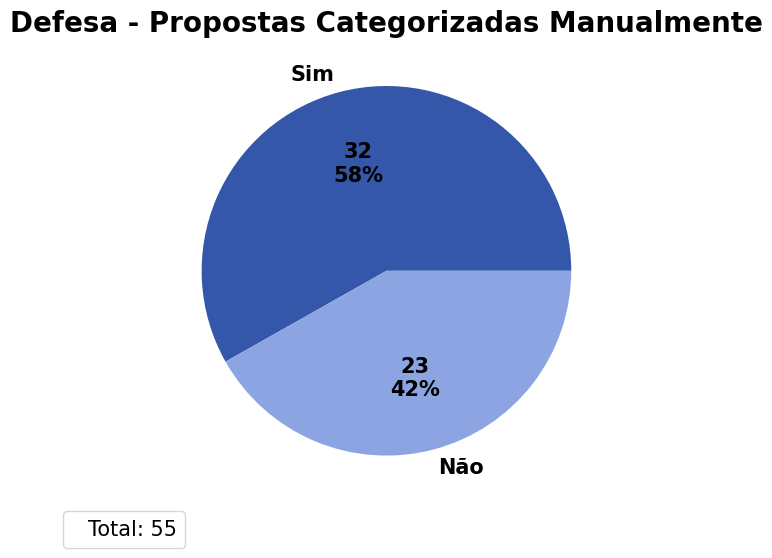 Defesa - Propostas Categorizadas Manualmente
Sim
32
58%
23
42%
Não
Total: 55